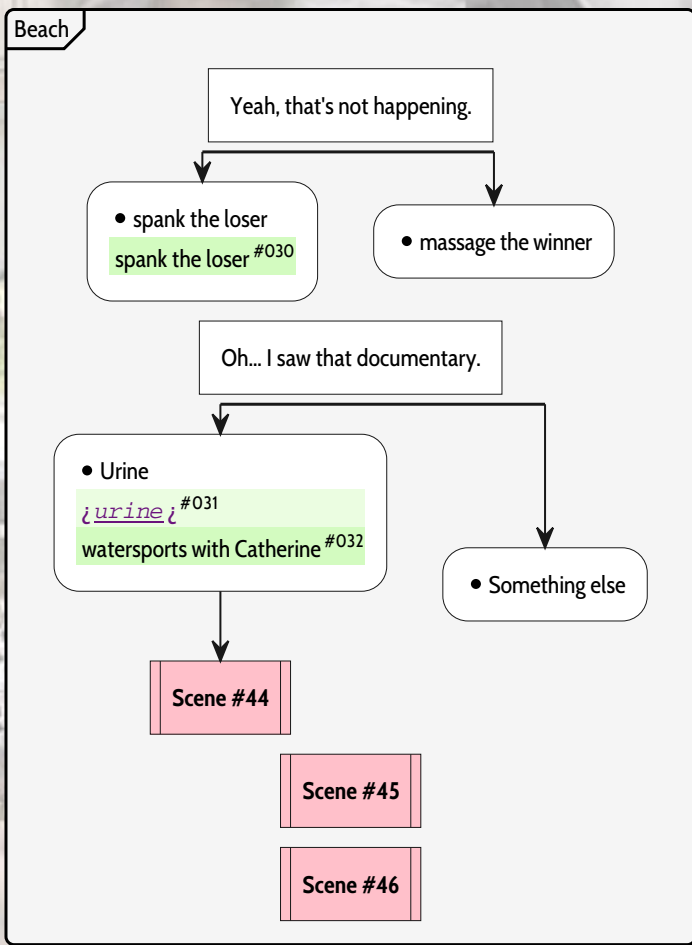 Beach
Yeah, that's not happening.
• spank the loser
spank the loser #030
• massage the winner
Oh... I saw that documentary.
• Urine
¿urine¿ #031
watersports with Catherine #032
• Something else
Scene #44
Scene #45
Scene #46